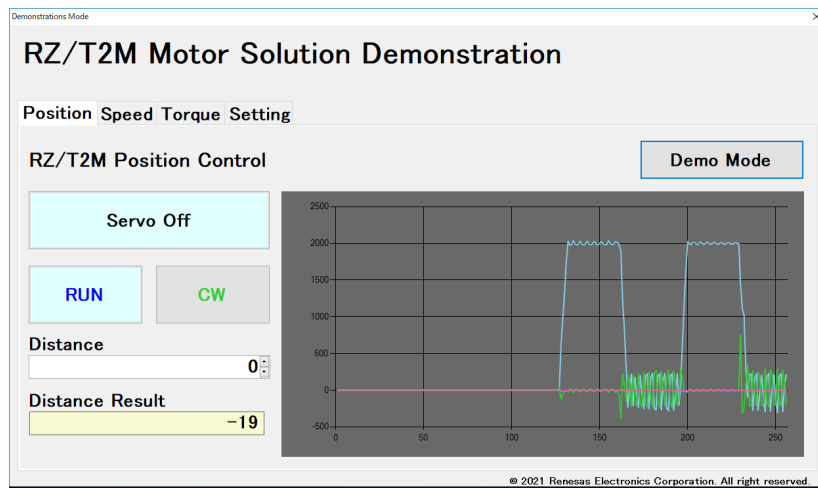 Demonstrations Mode
RZ/T2M Motor Solution Demonstration
Position Speed Torque Setting
RZ/T2M Position Control
Demo Mode
Servo Off
RUN
CW
Distance
0
Distance Result
-19
2500
2000
1500
1000
500
0
-500
0 50 100 150 200 250
© 2021 Renesas Electronics Corporation. All right reserved.